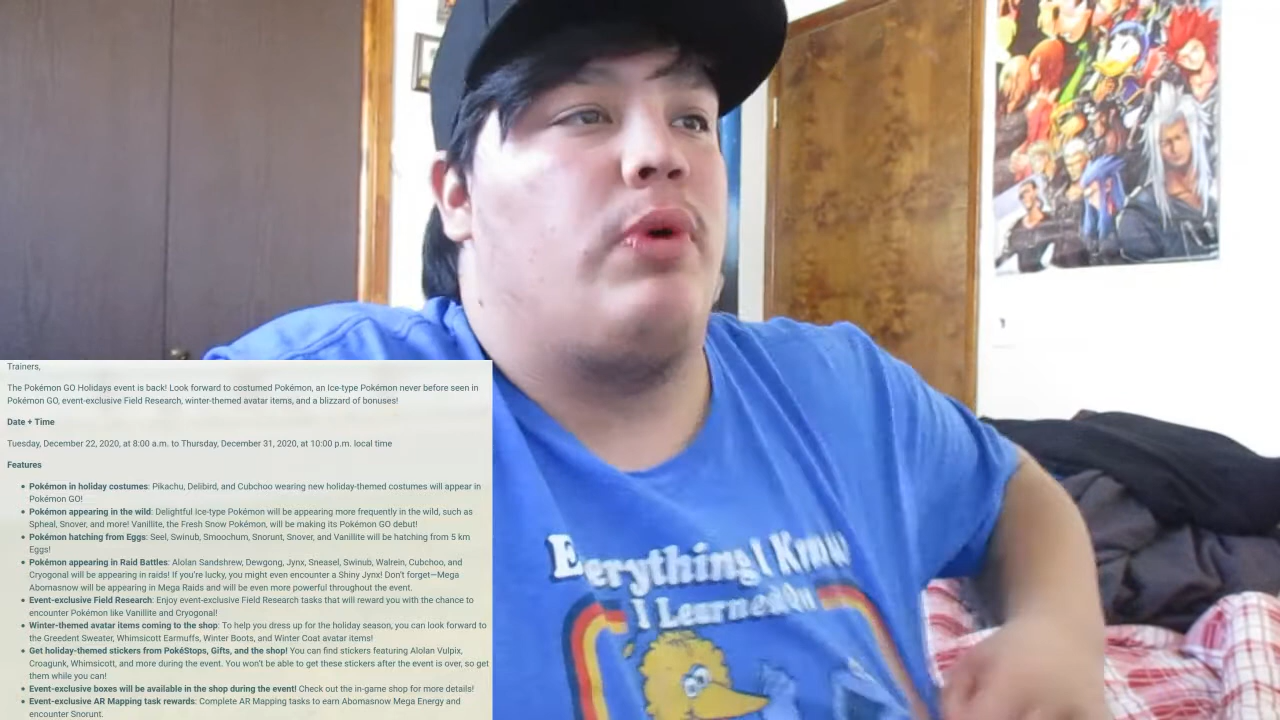 Trainers,
The Pokémon GO Holidays event is back! Look forward to costumed Pokémon, an Ice-type Pokémon never before seen in
Pokémon GO, event-exclusive Field Research, winter-themed avatar items, and a blizzard of bonuses!
Date + Time
Tuesday, December 22, 2020, at 8:00 a.m. to Thursday, December 31, 2020, at 10:00 p.m. local time
Features
• Pokémon in holiday costumes: Pikachu, Delibird, and Cubchoo wearing new holiday-themed costumes will appear in
Pokémon GO!
• Pokémon appearing in the wild: Delightful Ice-type Pokémon will be appearing more frequently in the wild, such as
Spheal, Snover, and more! Vanillite, the Fresh Snow Pokémon, will be making its Pokémon GO debut!
• Pokémon hatching from Eggs: Seel, Swinub, Smoochum, Snorunt, Snover, and Vanillite will be hatching from 5 km
Eggs!
• Pokémon appearing in Raid Battles: Alolan Sandshrew, Dewgong, Jynx, Sneasel, Swinub, Walrein, Cubchoo, and
Cryogonal will be appearing in raids! If you're lucky, you might even encounter a Shiny Jynx! Don't forget—Mega
Abomasnow will be appearing in Mega Raids and will be even more powerful throughout the event.
• Event-exclusive Field Research: Enjoy event-exclusive Field Research tasks that will reward you with the chance to
encounter Pokémon like Vanillite and Cryogonal!
• Winter-themed avatar items coming to the shop: To help you dress up for the holiday season, you can look forward to
the Greedent Sweater, Whimsicott Earmuffs, Winter Boots, and Winter Coat avatar items!
• Get holiday-themed stickers from PokéStops, Gifts, and the shop! You can find stickers featuring Alolan Vulpix,
Croagunk, Whimsicott, and more during the event. You won't be able to get these stickers after the event is over, so get
them while you can!
• Event-exclusive boxes will be available in the shop during the event! Check out the in-game shop for more details!
• Event-exclusive AR Mapping task rewards: Complete AR Mapping tasks to earn Abomasnow Mega Energy and
encounter Snorunt.
Everything I Know
I Learned On